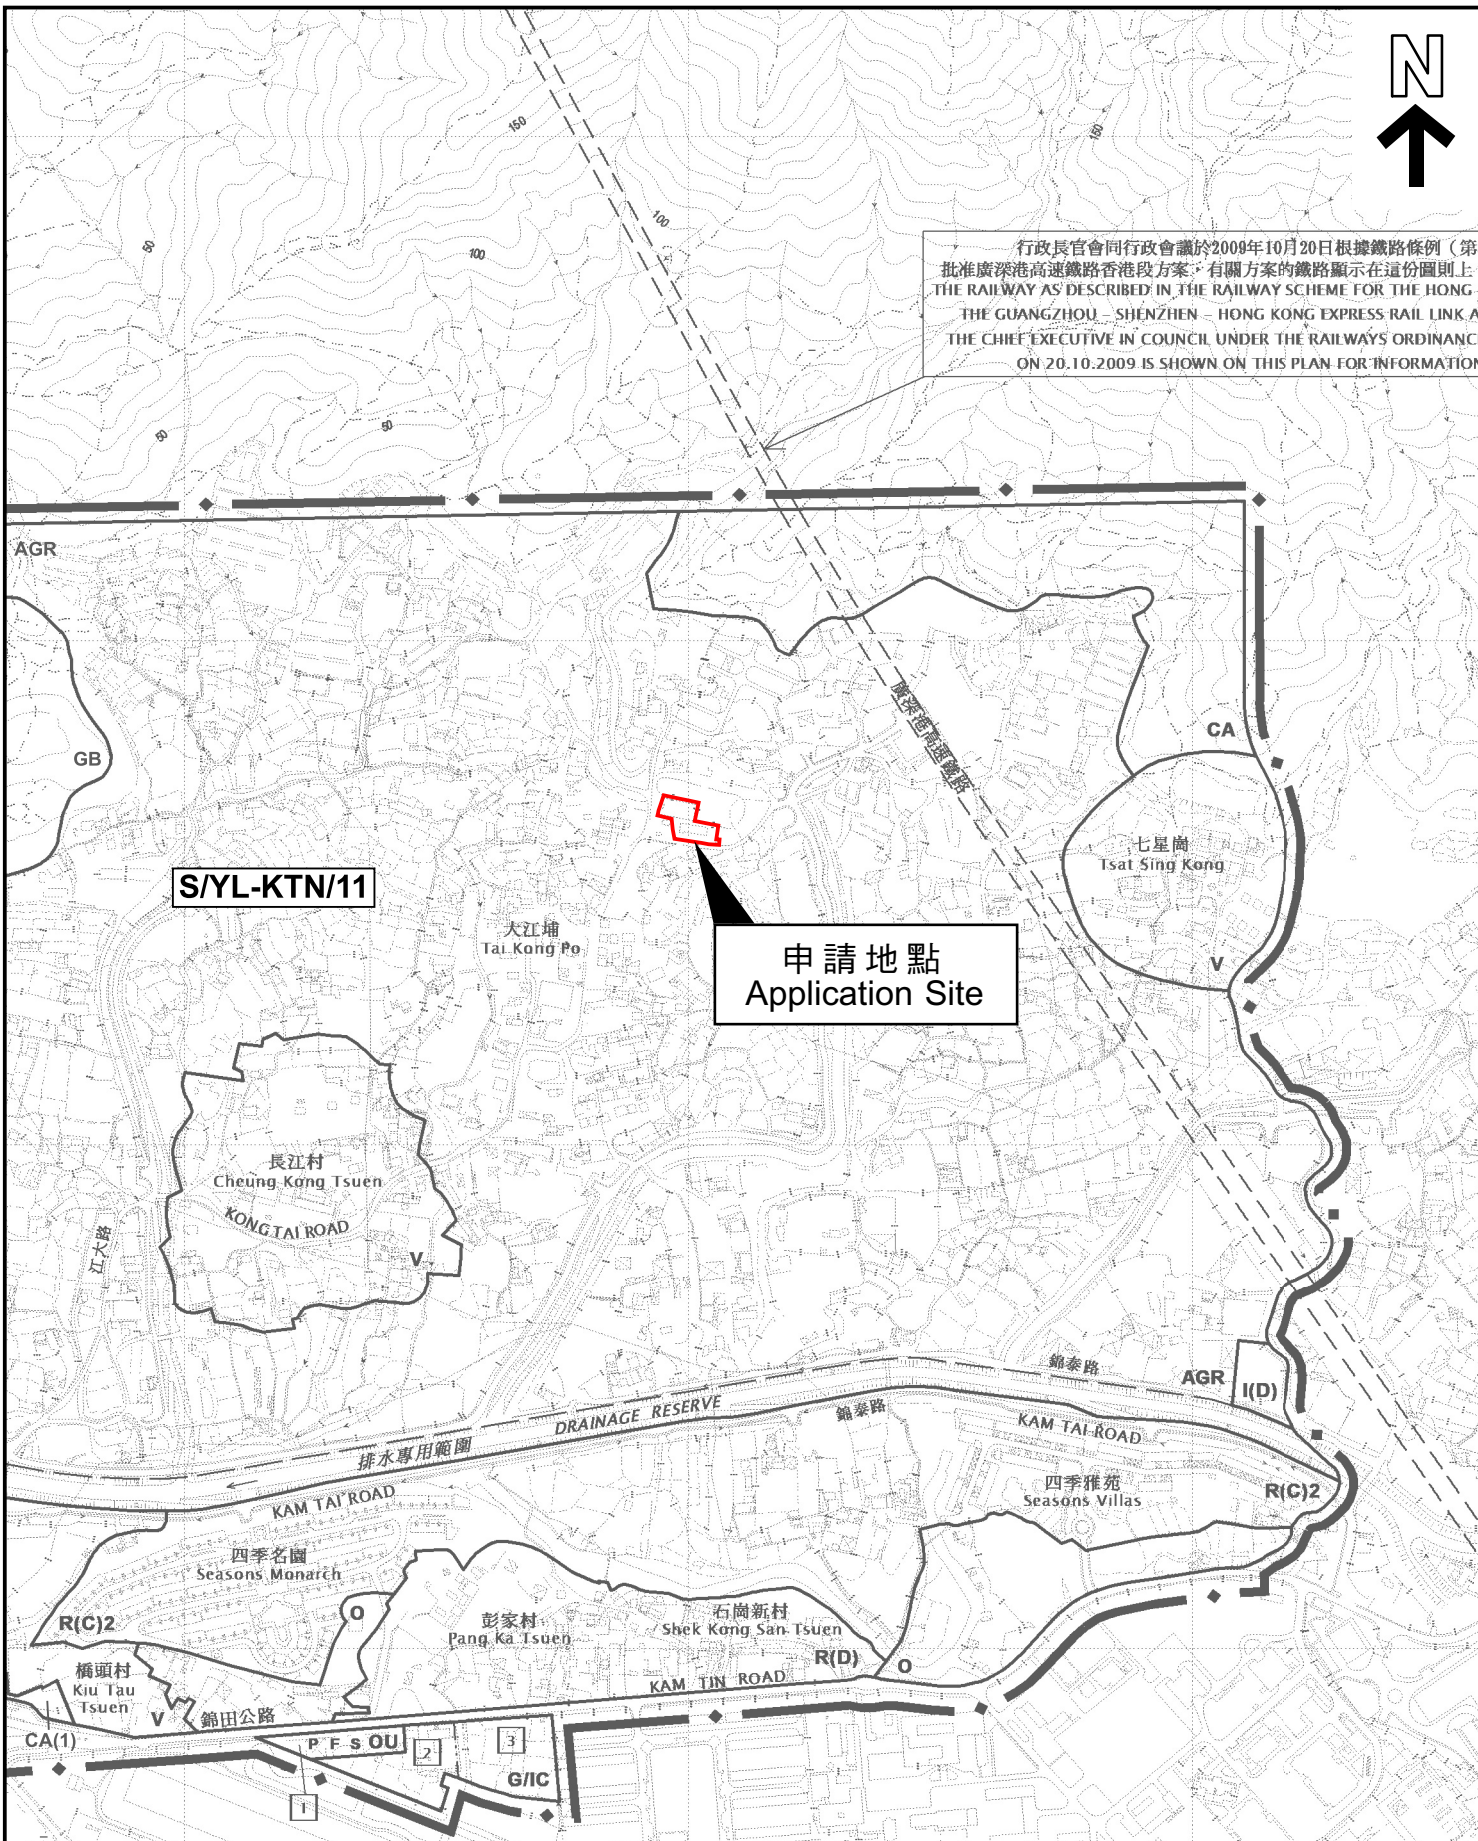 N
150
150
100
100
50
50
50
行政長官會同行政會議於2009年10月20日根據鐵路條例（第
批准廣深港高速鐵路香港段方案，有關方案的鐵路顯示在這份圖則上
THE RAILWAY AS DESCRIBED IN THE RAILWAY SCHEME FOR THE HONG
THE GUANGZHOU – SHENZHEN – HONG KONG EXPRESS RAIL LINK A
THE CHIEF EXECUTIVE IN COUNCIL UNDER THE RAILWAYS ORDINANC
ON 20.10.2009 IS SHOWN ON THIS PLAN FOR INFORMATION
AGR
GB
廣深港高速鐵路
CA
七星崗
Tsat Sing Kong
V
S/YL-KTN/11
大江埔
Tai Kong Po
申請地點
Application Site
長江村
Cheung Kong Tsuen
KONG TAI ROAD
V
江大路
錦泰路
AGR
I(D)
DRAINAGE RESERVE
排水專用範圍
錦泰路
KAM TAI ROAD
KAM TAI ROAD
四季雅苑
Seasons Villas
R(C)2
四季名園
Seasons Monarch
R(C)2
O
彭家村
Pang Ka Tsuen
石崗新村
Shek Kong San Tsuen
R(D)
O
KAM TIN ROAD
橋頭村
Kiu Tau
Tsuen
V
錦田公路
CA(1)
P F S OU
2
3
G/IC
1